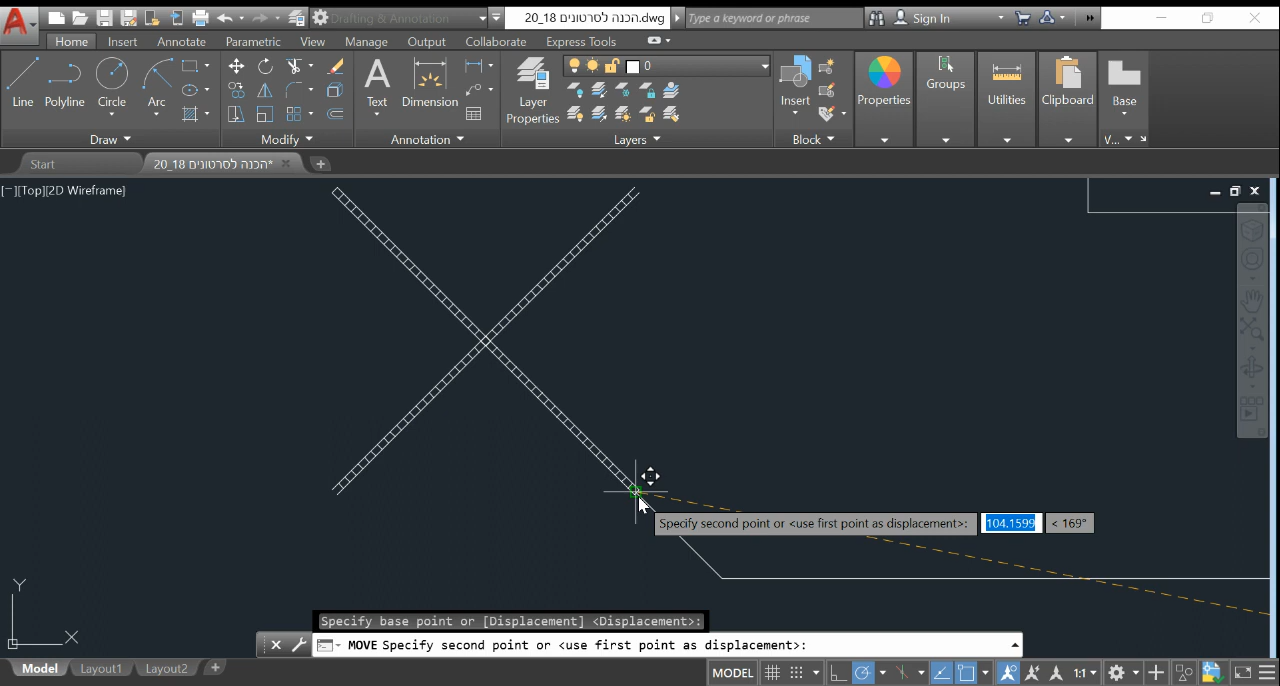 Drafting & Annotation
הכנה לסרטונים 20_18.dwg
Type a keyword or phrase
Sign In
Home Insert Annotate Parametric View Manage Output Collaborate Express Tools
0
Line Polyline Circle Arc
Text Dimension
Layer Properties
Insert
Properties
Groups
Utilities
Clipboard
Base
Draw Modify Annotation Layers Block V...
Start
הכנה לסרטונים 20_18*
[−][Top][2D Wireframe]
Specify second point or <use first point as displacement>: 104.1599 < 169°
Y
X
Specify base point or [Displacement] <Displacement>:
MOVE Specify second point or <use first point as displacement>:
Model Layout1 Layout2 +
MODEL 1:1